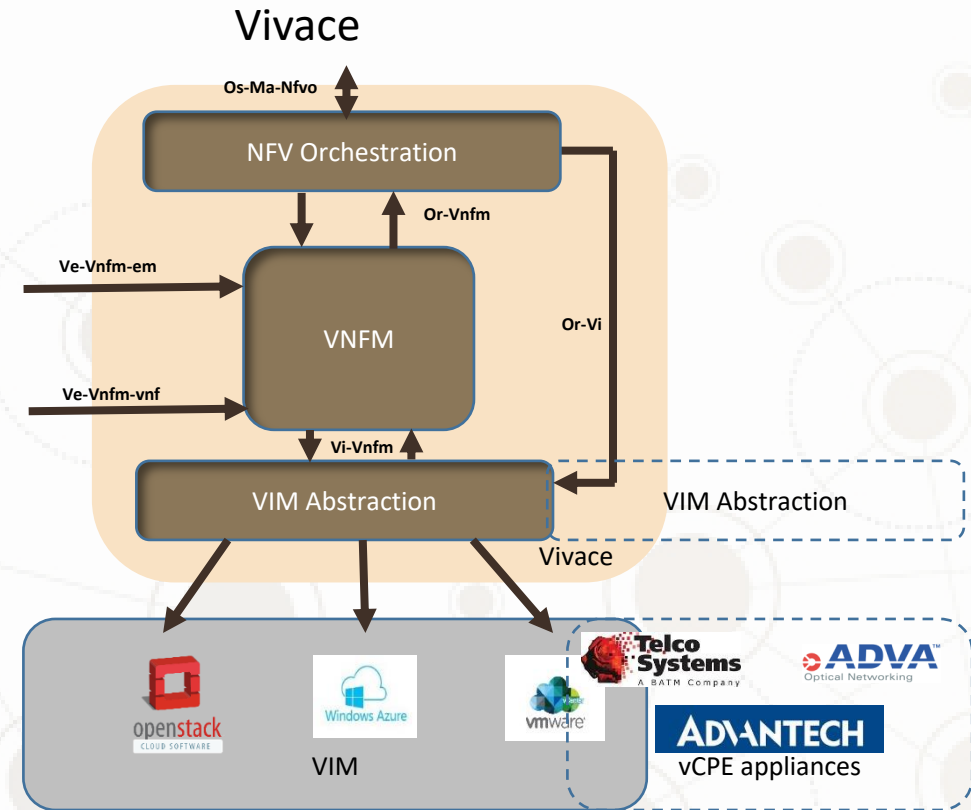 Vivace
Os-Ma-Nfvo
NFV Orchestration
Or-Vnfm
Ve-Vnfm-em
Or-Vi
VNFM
Ve-Vnfm-vnf
Vi-Vnfm
VIM Abstraction
VIM Abstraction
Vivace
Telco
Systems
A BATM Company
ADVA™
Optical Networking
openstack
CLOUD SOFTWARE
Windows Azure
vmware
ADVANTECH
VIM
vCPE appliances